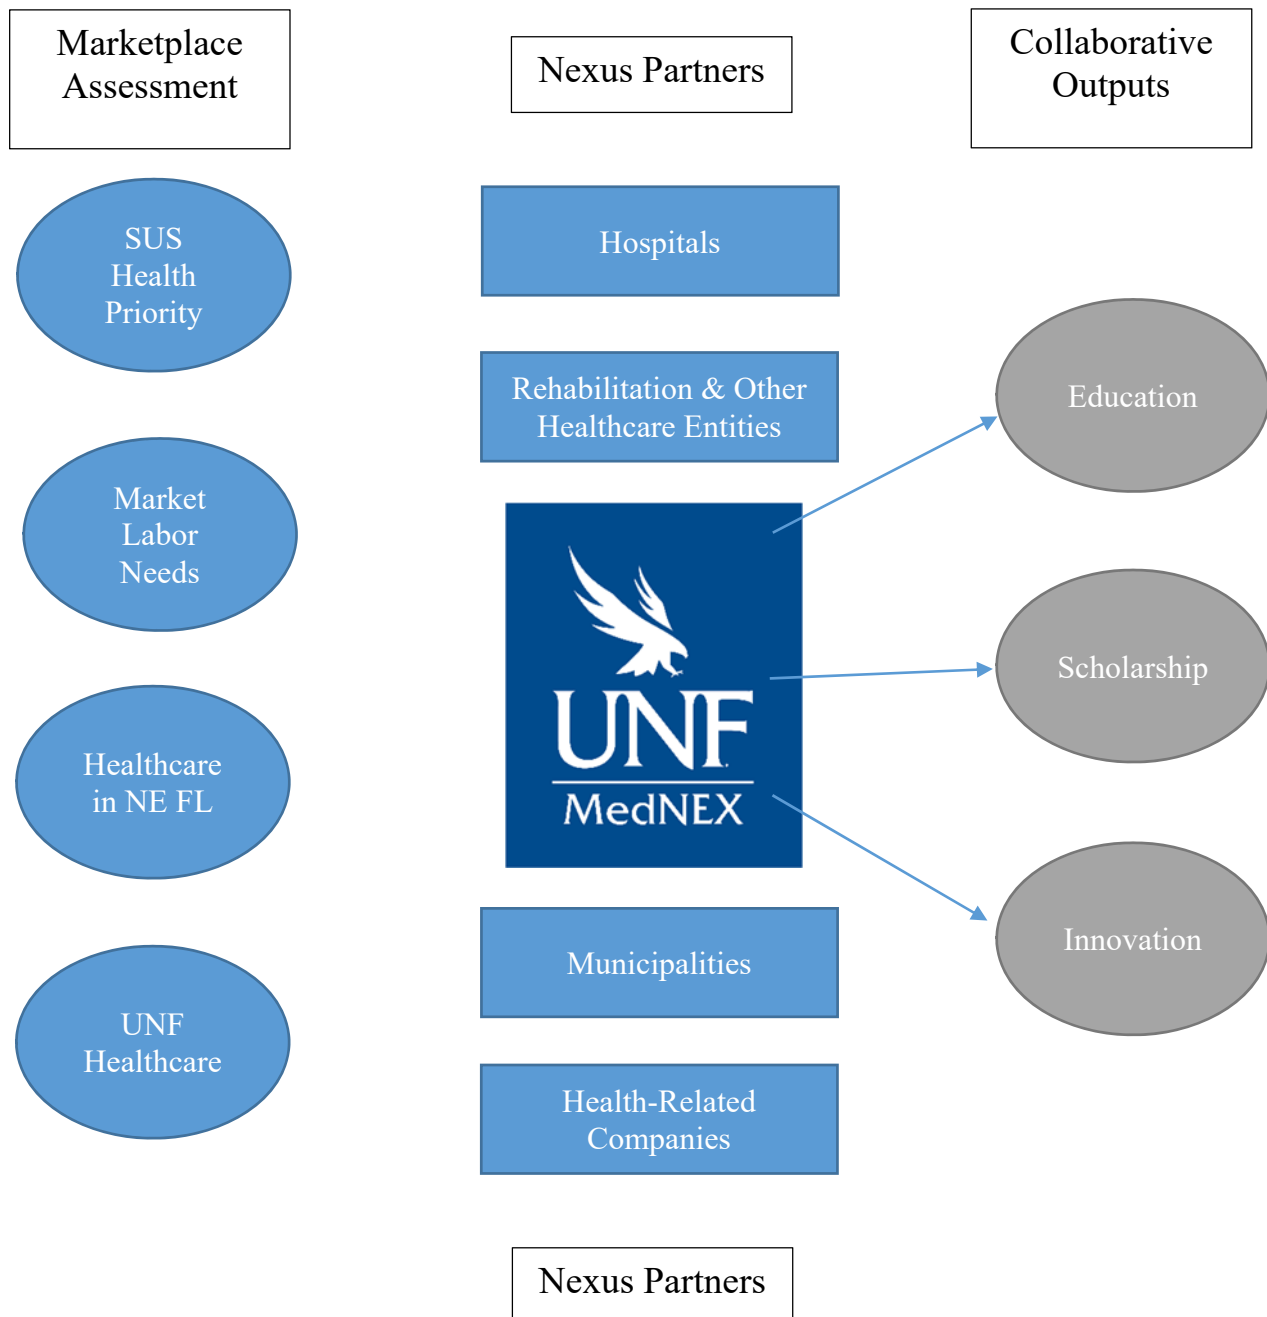 Marketplace
Assessment
Nexus Partners
Collaborative
Outputs
SUS
Health
Priority
Market
Labor
Needs
Healthcare
in NE FL
UNF
Healthcare
Hospitals
Rehabilitation & Other
Healthcare Entities
UNF
MedNEX
Municipalities
Health-Related
Companies
Nexus Partners
Education
Scholarship
Innovation